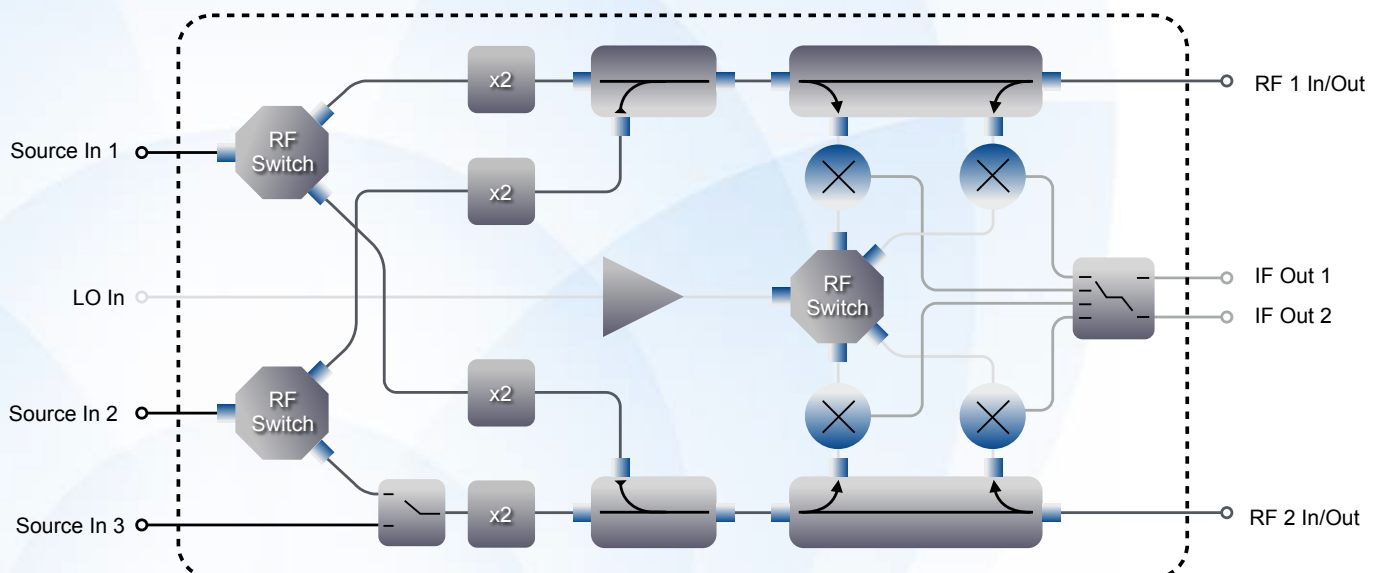 x2
RF 1 In/Out
RF
Switch
Source In 1
x2
IF Out 1
RF
Switch
LO In
IF Out 2
x2
RF
Switch
Source In 2
x2
Source In 3
RF 2 In/Out